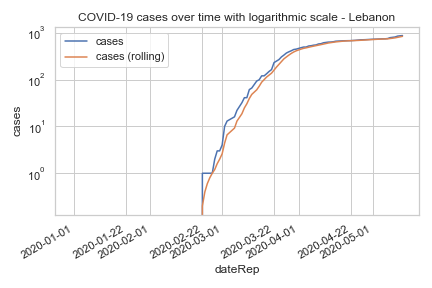 COVID-19 cases over time with logarithmic scale - Lebanon
cases
cases (rolling)
10³
10²
10¹
10⁰
cases
2020-01-01
2020-01-22
2020-02-01
2020-02-22
2020-03-01
2020-03-22
2020-04-01
2020-04-22
2020-05-01
dateRep